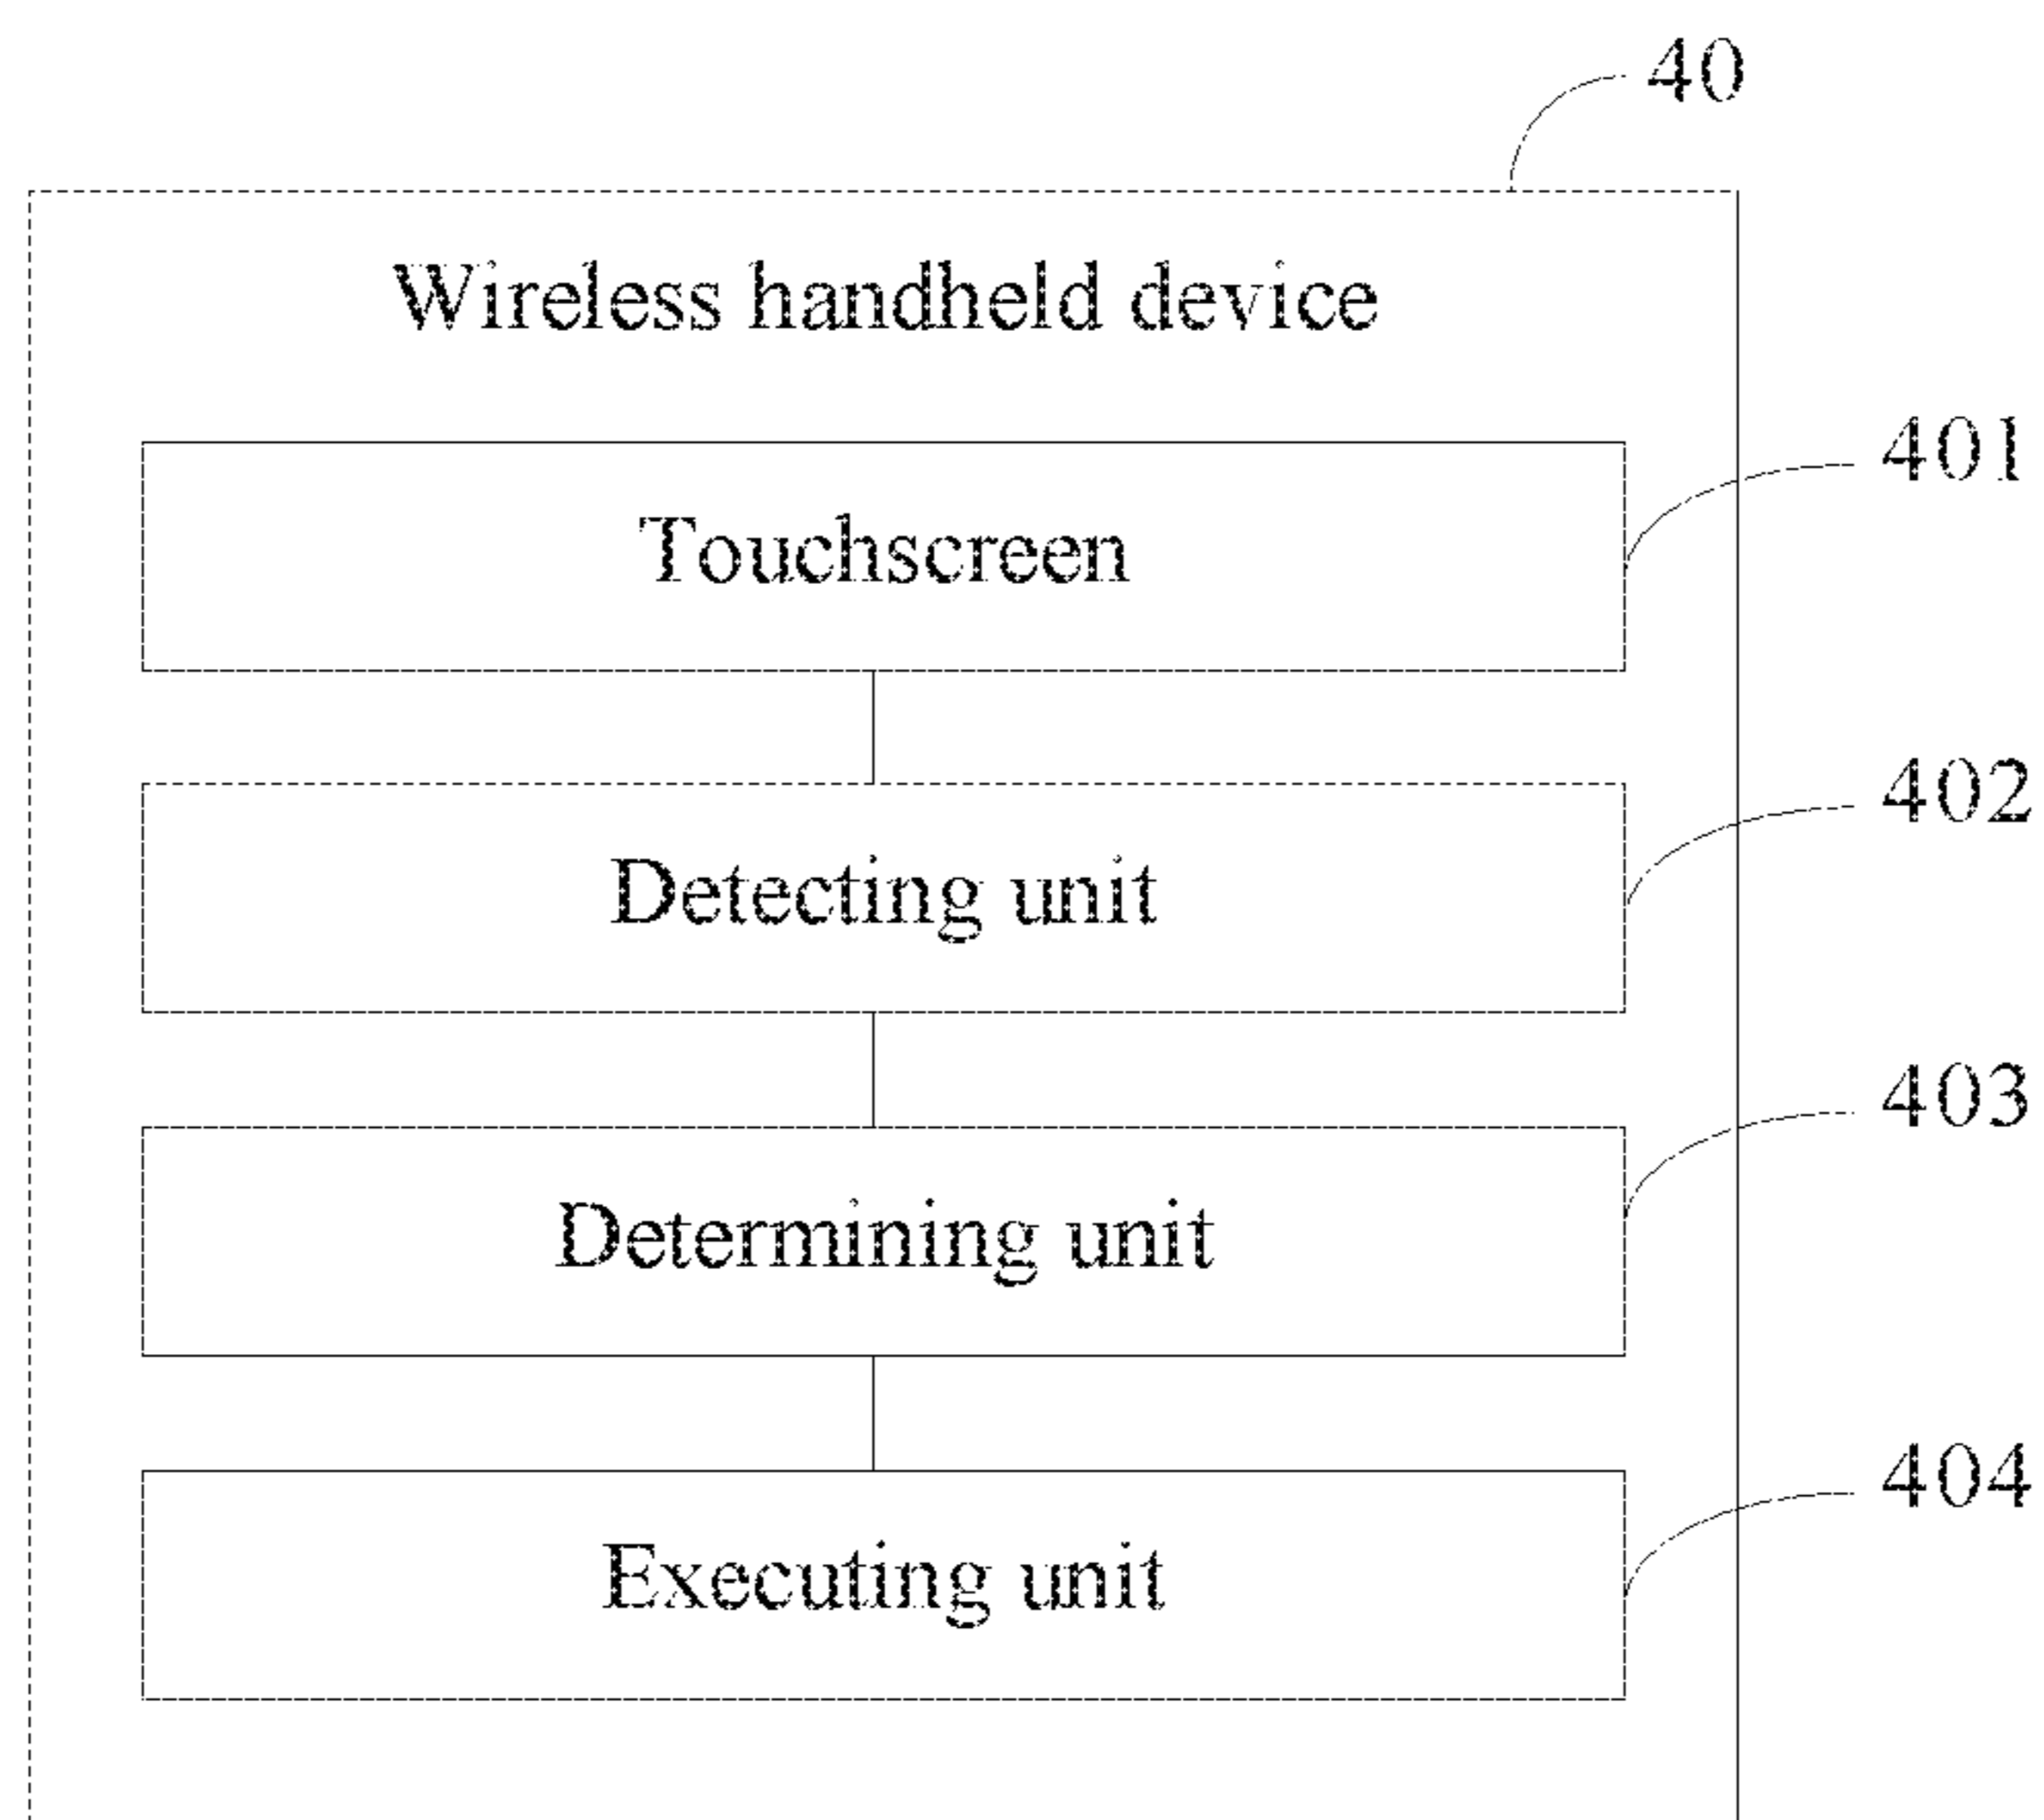 40
Wireless handheld device
401
Touchscreen
402
Detecting unit
403
Determining unit
404
Executing unit